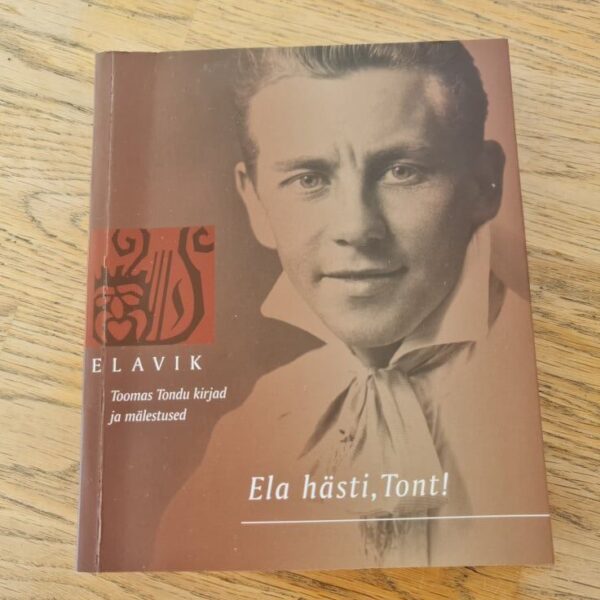 ELAVIK
Toomas Tondu kirjad
ja mälestused
Ela hästi, Tont!